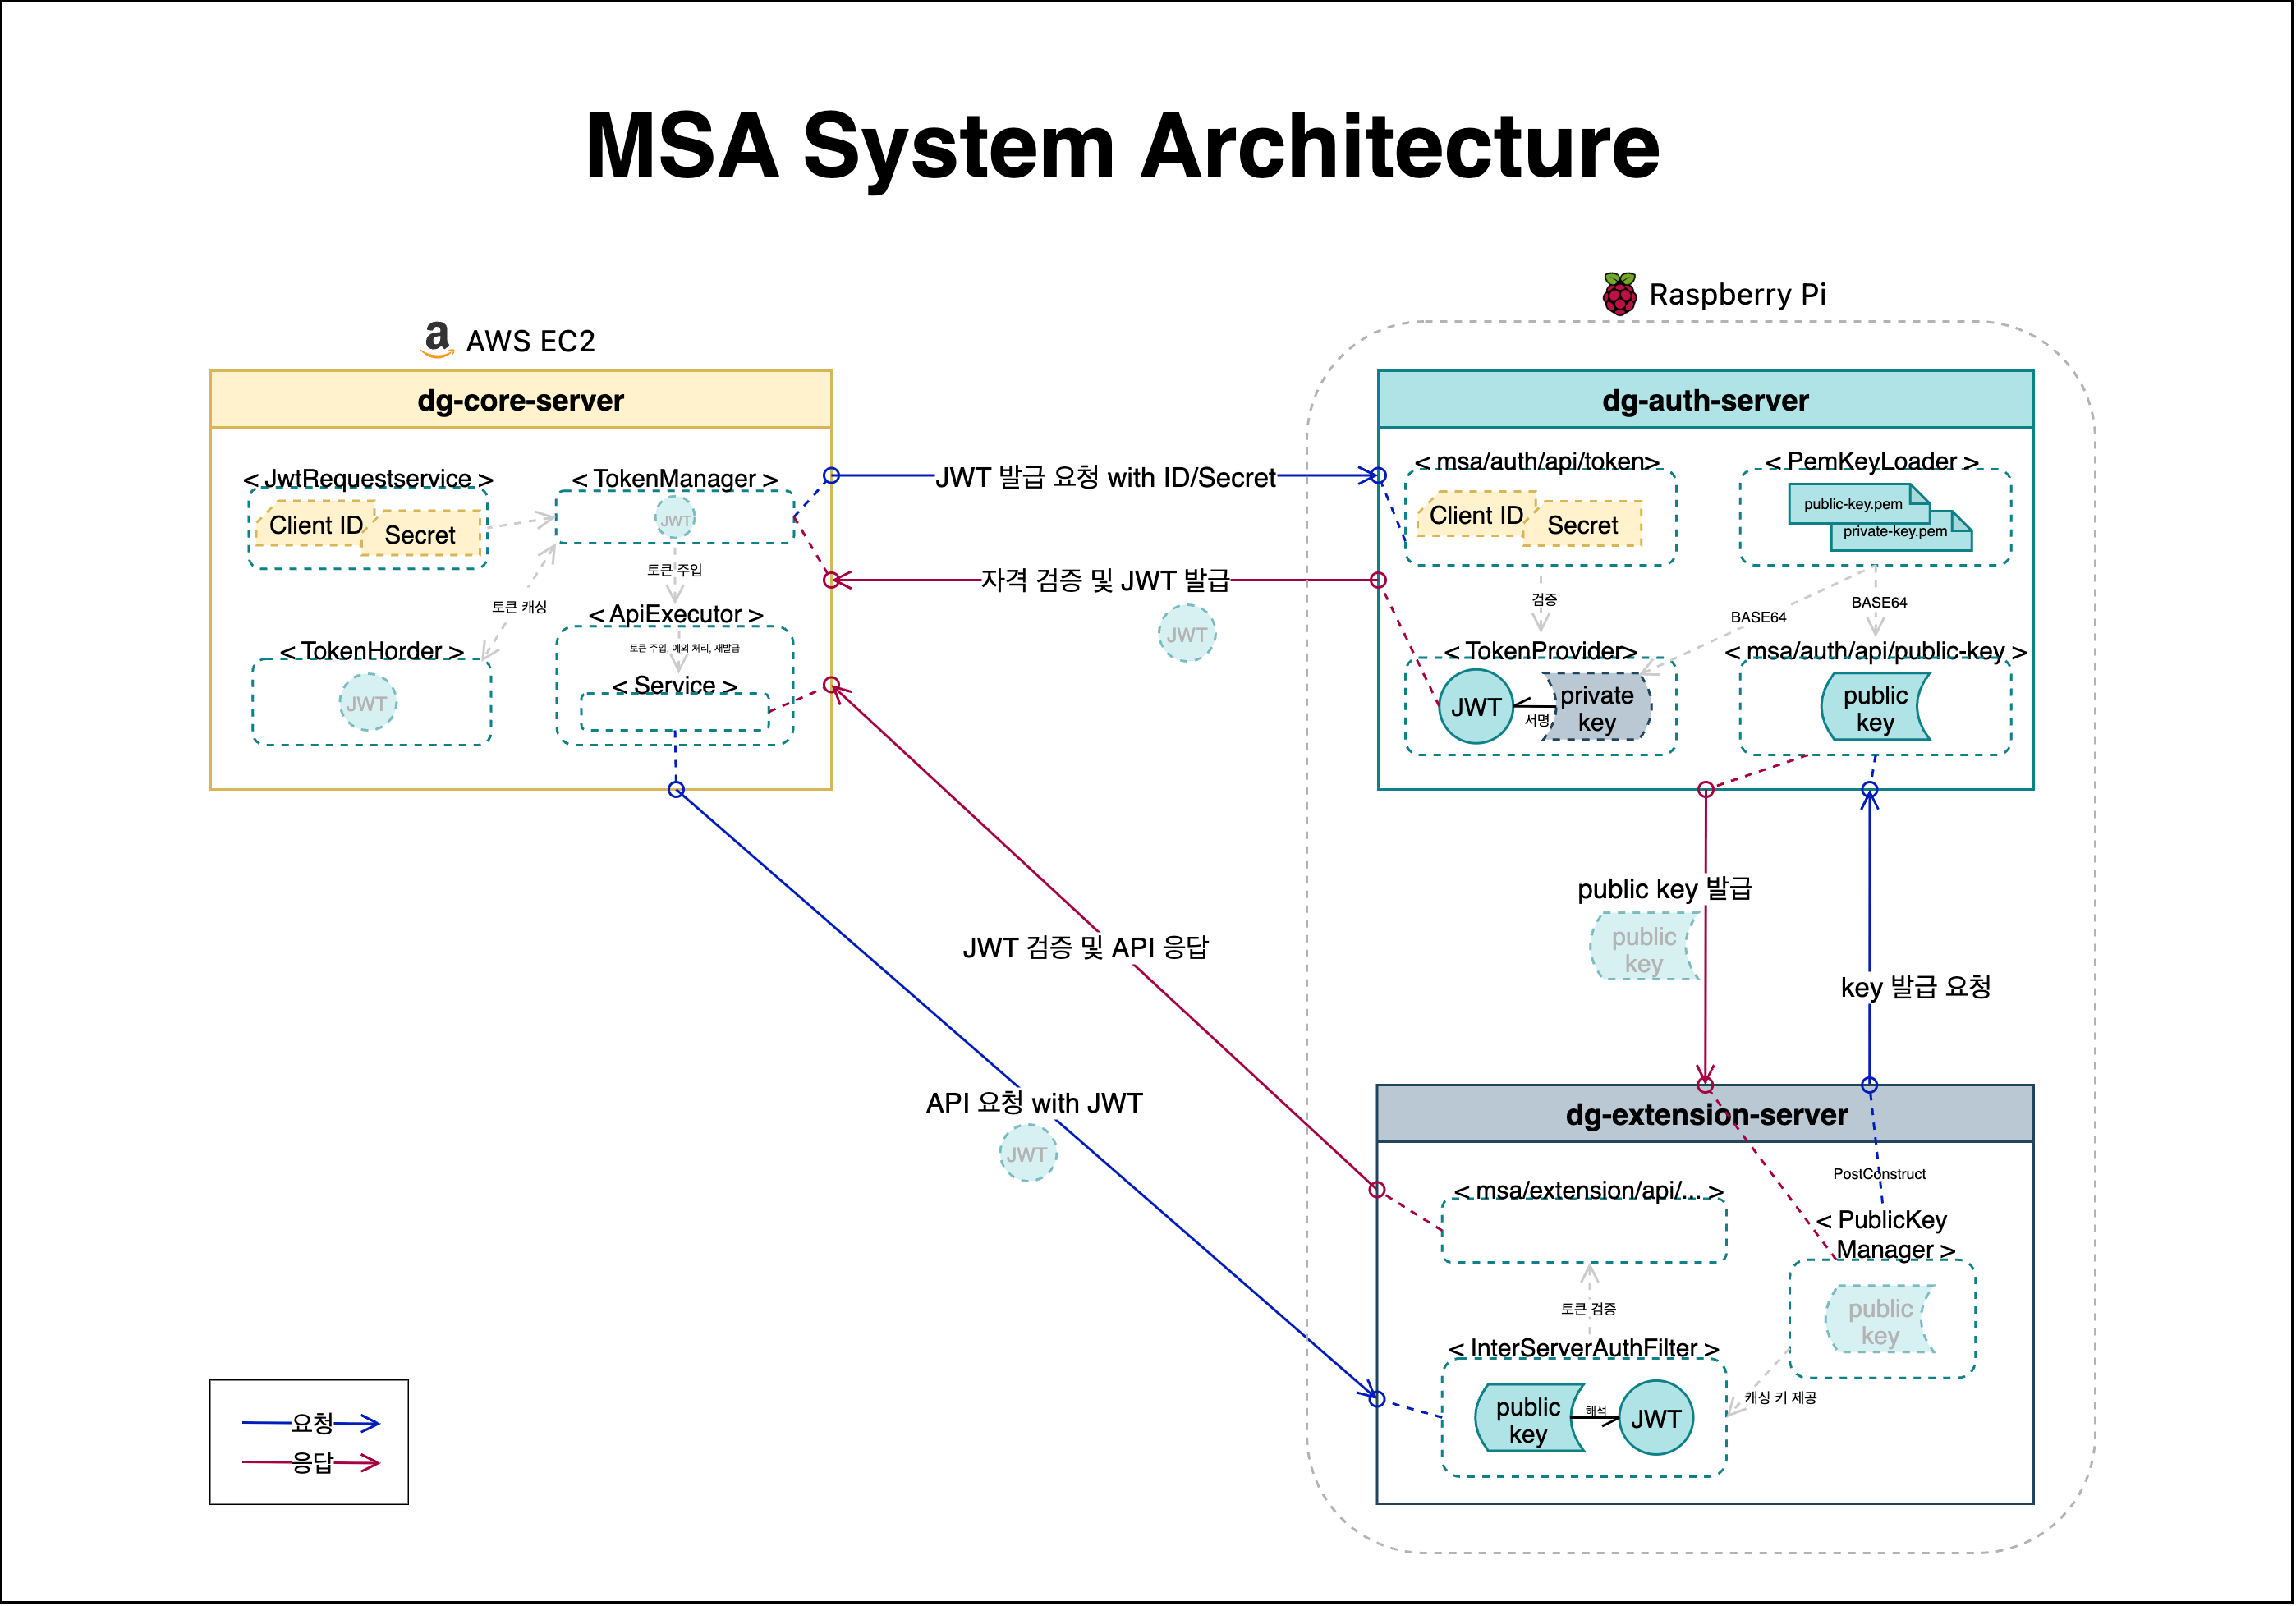 MSA System Architecture
AWS EC2
dg-core-server
< JwtRequestservice >
Client ID
Secret
< TokenManager >
JWT
토큰 주입
토큰 캐싱
< ApiExecutor >
토큰 주입, 예외 처리, 재발급
< Service >
< TokenHorder >
JWT
JWT 발급 요청 with ID/Secret
자격 검증 및 JWT 발급
JWT
Raspberry Pi
dg-auth-server
< msa/auth/api/token>
Client ID
Secret
< PemKeyLoader >
public-key.pem
private-key.pem
검증
BASE64
BASE64
< TokenProvider>
JWT
서명
private
key
< msa/auth/api/public-key >
public
key
public key 발급
public
key
key 발급 요청
JWT 검증 및 API 응답
API 요청 with JWT
JWT
dg-extension-server
PostConstruct
< msa/extension/api/... >
< PublicKey
Manager >
public
key
토큰 검증
< InterServerAuthFilter >
public
key
해석
JWT
캐싱 키 제공
요청
응답